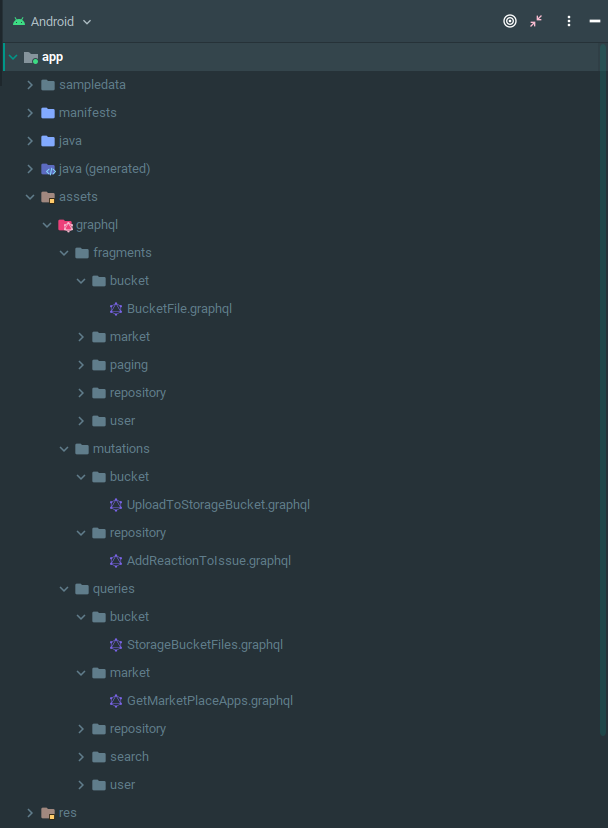 Android
app
sampledata
manifests
java
java (generated)
assets
graphql
fragments
bucket
BucketFile.graphql
market
paging
repository
user
mutations
bucket
UploadToStorageBucket.graphql
repository
AddReactionToIssue.graphql
queries
bucket
StorageBucketFiles.graphql
market
GetMarketPlaceApps.graphql
repository
search
user
res